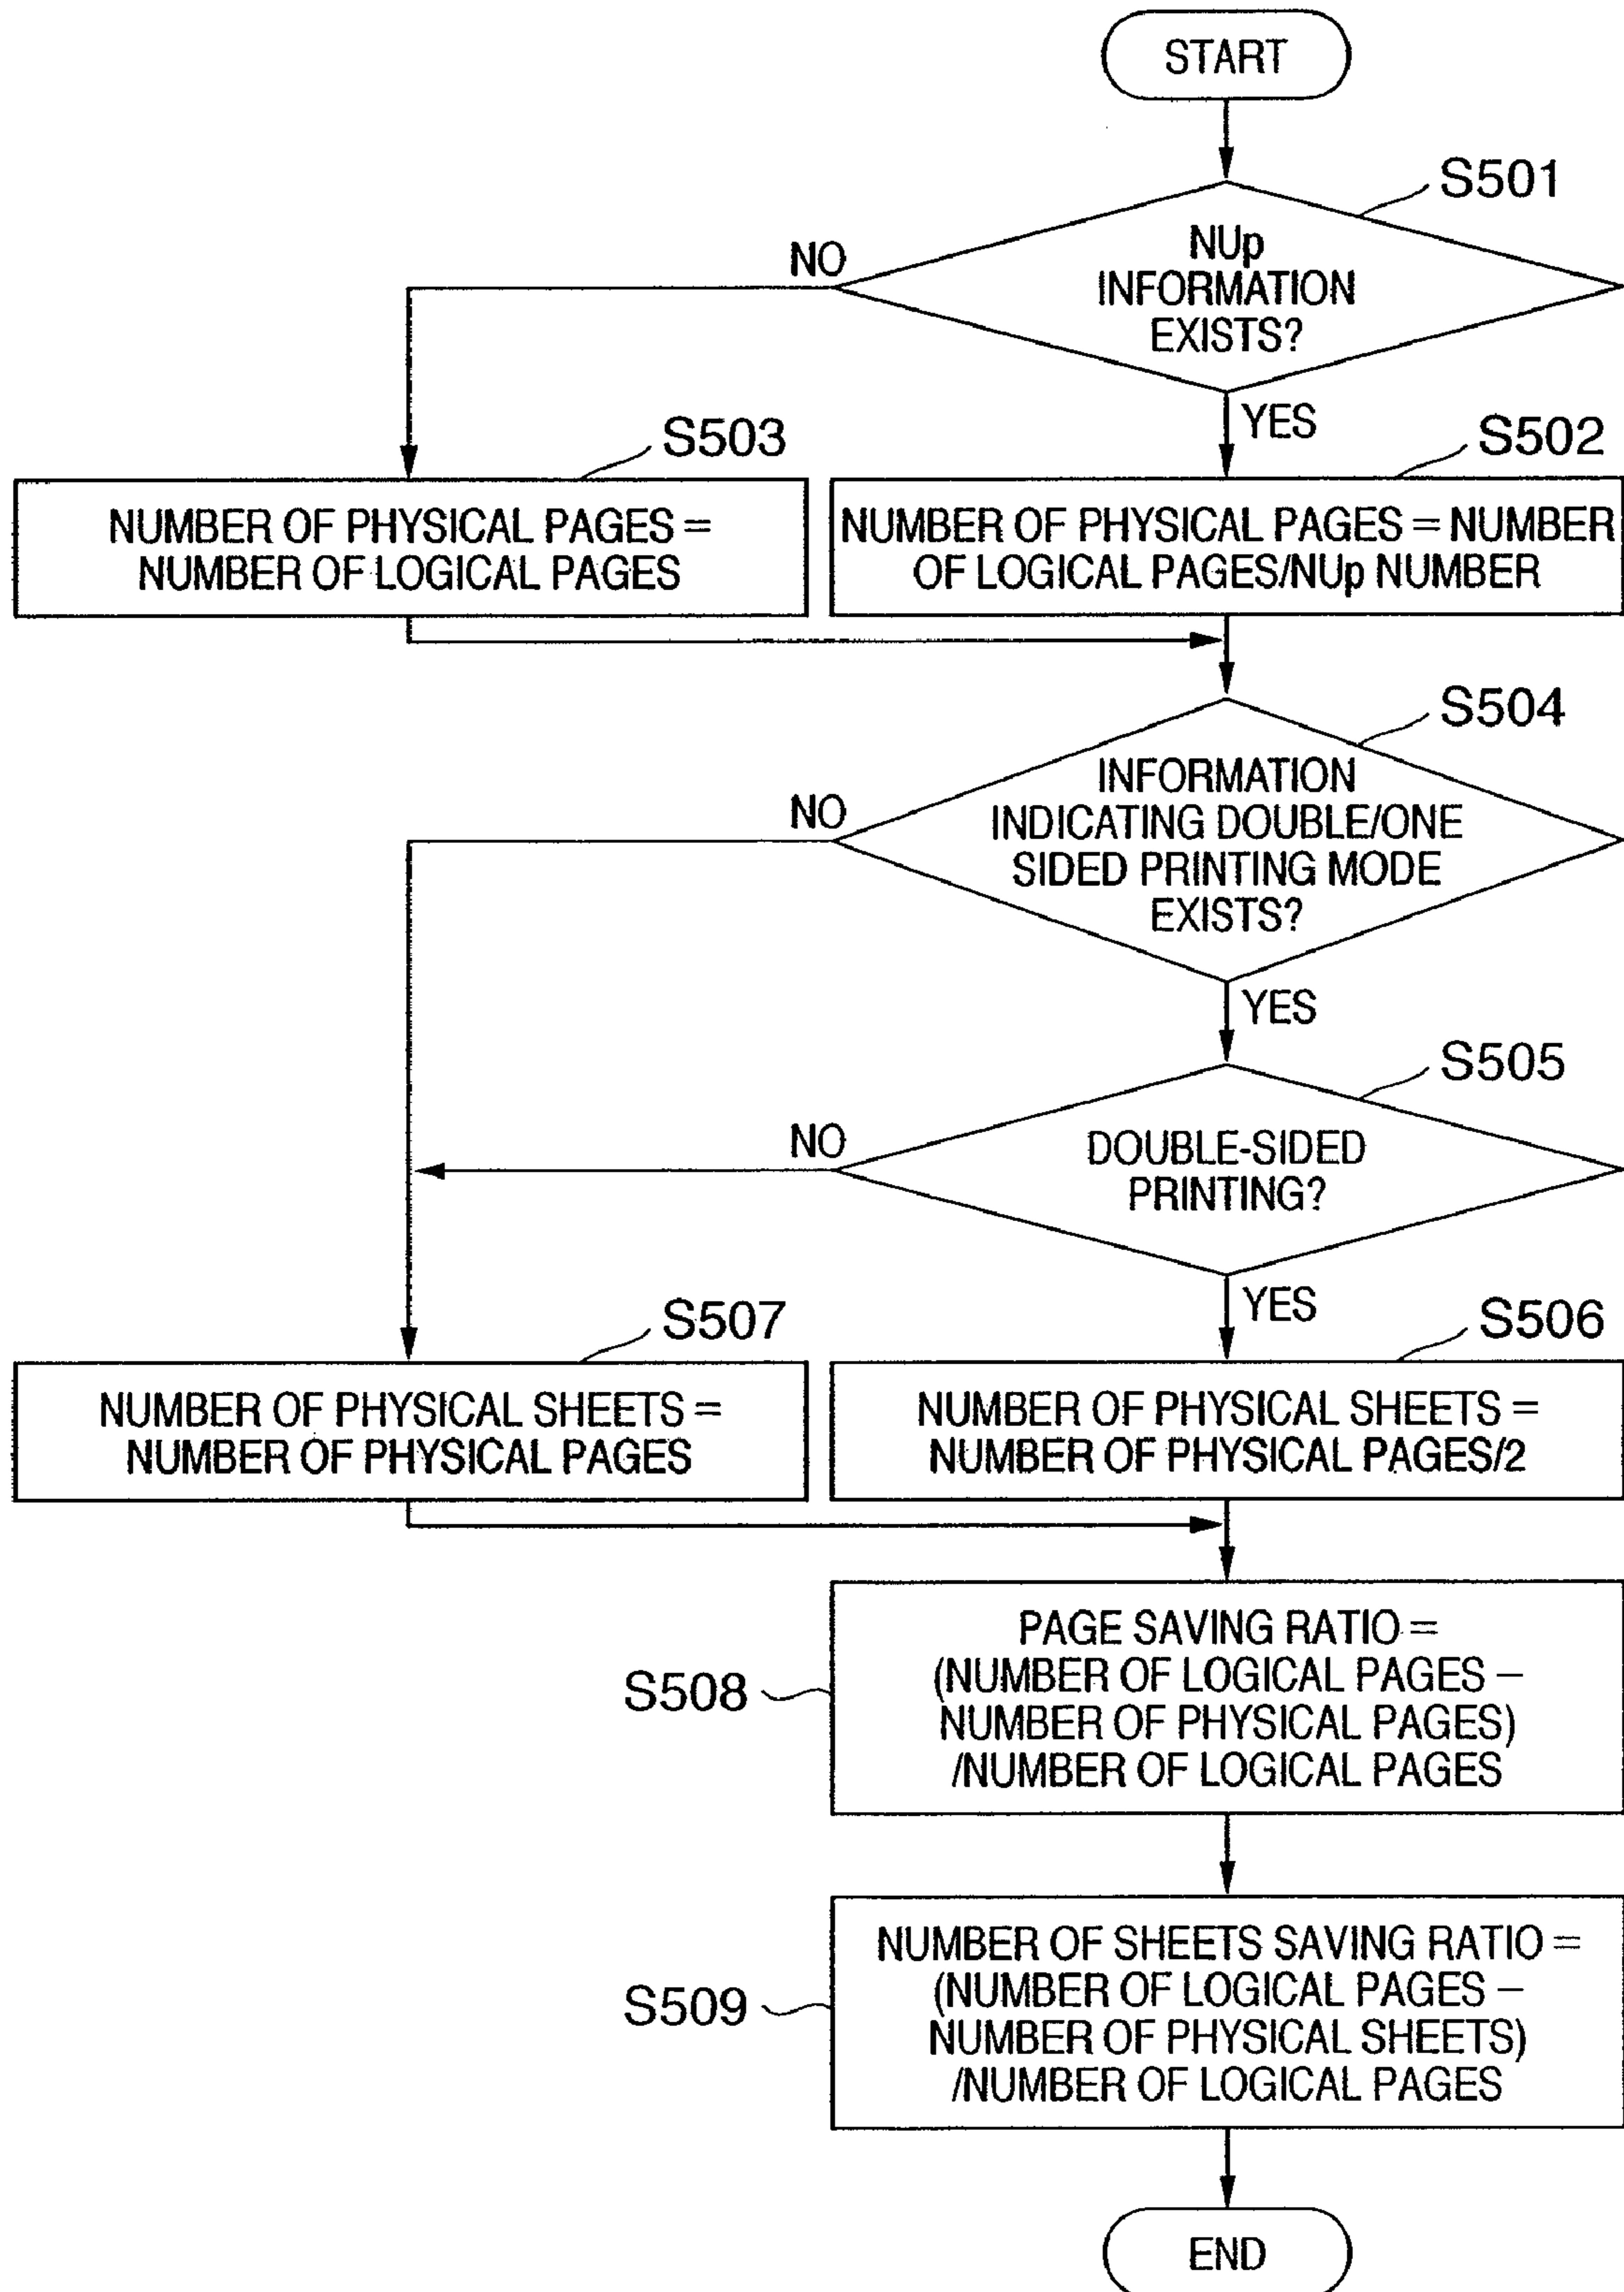 START
S501
NUp
INFORMATION
EXISTS?
NO
YES
S503
S502
NUMBER OF PHYSICAL PAGES =
NUMBER OF LOGICAL PAGES
NUMBER OF PHYSICAL PAGES = NUMBER
OF LOGICAL PAGES/NUp NUMBER
S504
INFORMATION
INDICATING DOUBLE/ONE
SIDED PRINTING MODE
EXISTS?
NO
YES
S505
DOUBLE-SIDED
PRINTING?
NO
YES
S507
S506
NUMBER OF PHYSICAL SHEETS =
NUMBER OF PHYSICAL PAGES
NUMBER OF PHYSICAL SHEETS =
NUMBER OF PHYSICAL PAGES/2
S508
PAGE SAVING RATIO =
(NUMBER OF LOGICAL PAGES –
NUMBER OF PHYSICAL PAGES)
/NUMBER OF LOGICAL PAGES
S509
NUMBER OF SHEETS SAVING RATIO =
(NUMBER OF LOGICAL PAGES –
NUMBER OF PHYSICAL SHEETS)
/NUMBER OF LOGICAL PAGES
END